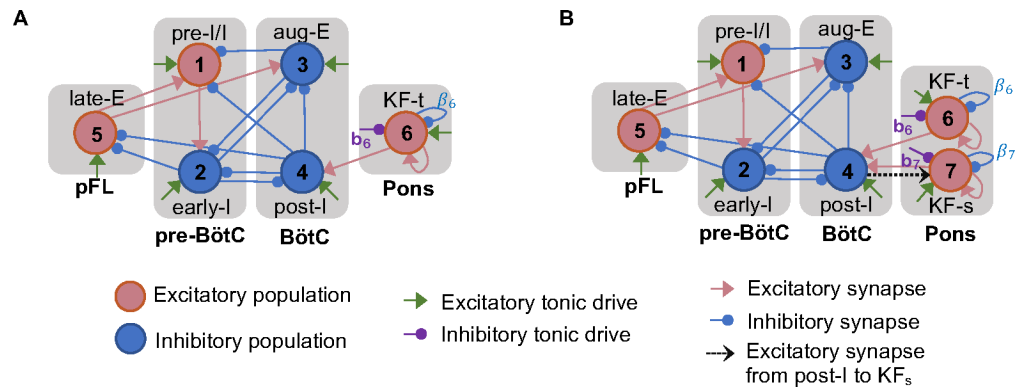 A
pre-I/I
aug-E
1
3
late-E
5
KF-t
β6
b6
6
2
4
pFL
early-I
post-I
Pons
pre-BötC
BötC
B
pre-I/I
aug-E
1
3
late-E
5
KF-t
β6
6
b6
β7
b7
7
2
4
pFL
early-I
post-I
KF-s
pre-BötC
BötC
Pons
Excitatory population
Inhibitory population
Excitatory tonic drive
Inhibitory tonic drive
Excitatory synapse
Inhibitory synapse
Excitatory synapse
from post-I to KFs